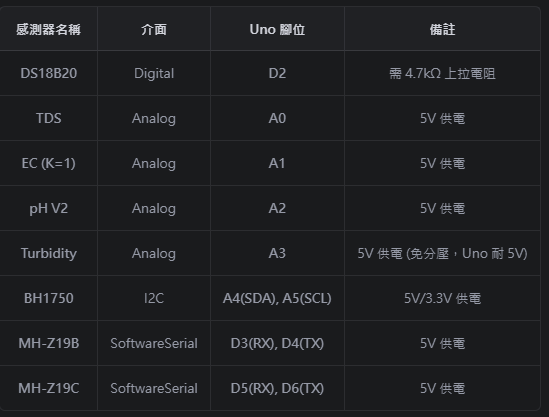 感測器名稱 介面 Uno 腳位 備註
DS18B20 Digital D2 需 4.7kΩ 上拉電阻
TDS Analog A0 5V 供電
EC (K=1) Analog A1 5V 供電
pH V2 Analog A2 5V 供電
Turbidity Analog A3 5V 供電 (免分壓，Uno 耐 5V)
BH1750 I2C A4(SDA), A5(SCL) 5V/3.3V 供電
MH-Z19B SoftwareSerial D3(RX), D4(TX) 5V 供電
MH-Z19C SoftwareSerial D5(RX), D6(TX) 5V 供電